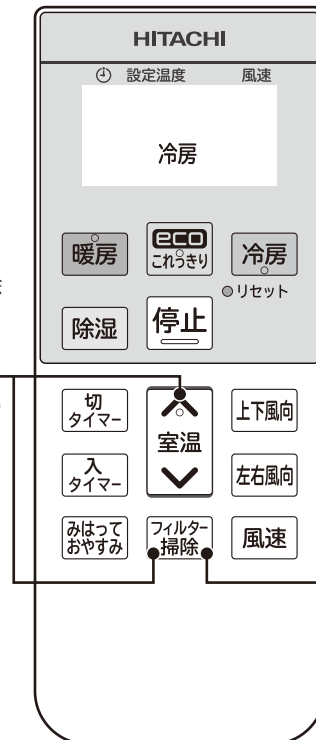 HITACHI
設定温度 風速
冷房
暖房
eco
これっきり
冷房
リセット
除湿
停止
切
タイマー
室温
上下風向
入
タイマー
左右風向
みはって
おやすみ
フィルター
掃除
風速